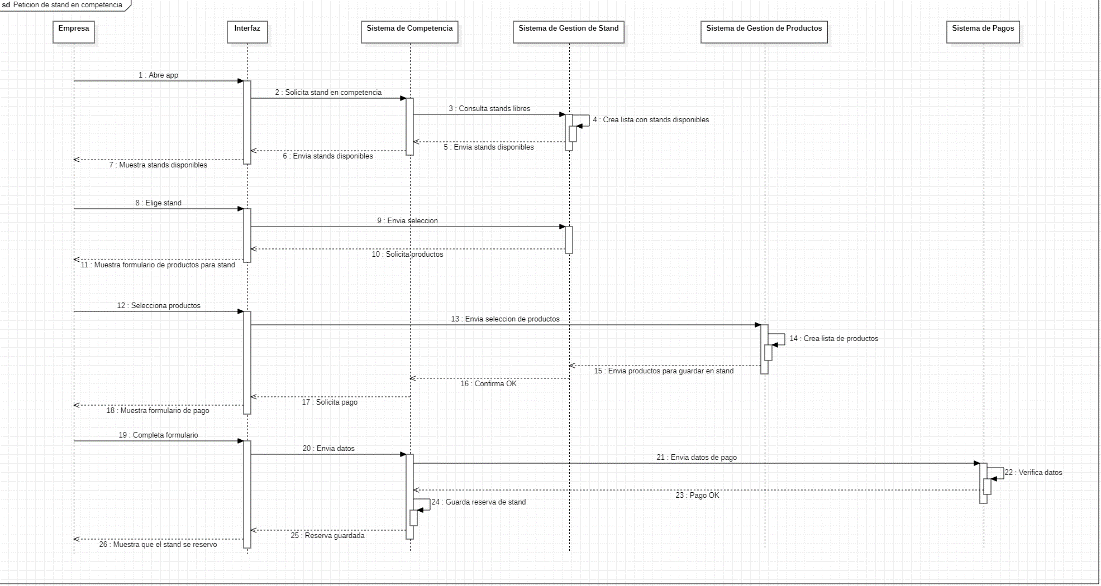 sd Peticion de stand en competencia
Empresa
Interfaz
Sistema de Competencia
Sistema de Gestion de Stand
Sistema de Gestion de Productos
Sistema de Pagos
1 : Abre app
2 : Solicita stand en competencia
3 : Consulta stands libres
4 : Crea lista con stands disponibles
5 : Envia stands disponibles
6 : Envia stands disponibles
7 : Muestra stands disponibles
8 : Elige stand
9 : Envia seleccion
10 : Solicita productos
11 : Muestra formulario de productos para stand
12 : Selecciona productos
13 : Envia seleccion de productos
14 : Crea lista de productos
15 : Envia productos para guardar en stand
16 : Confirma OK
17 : Solicita pago
18 : Muestra formulario de pago
19 : Completa formulario
20 : Envia datos
21 : Envia datos de pago
22 : Verifica datos
23 : Pago OK
24 : Guarda reserva de stand
25 : Reserva guardada
26 : Muestra que el stand se reservo